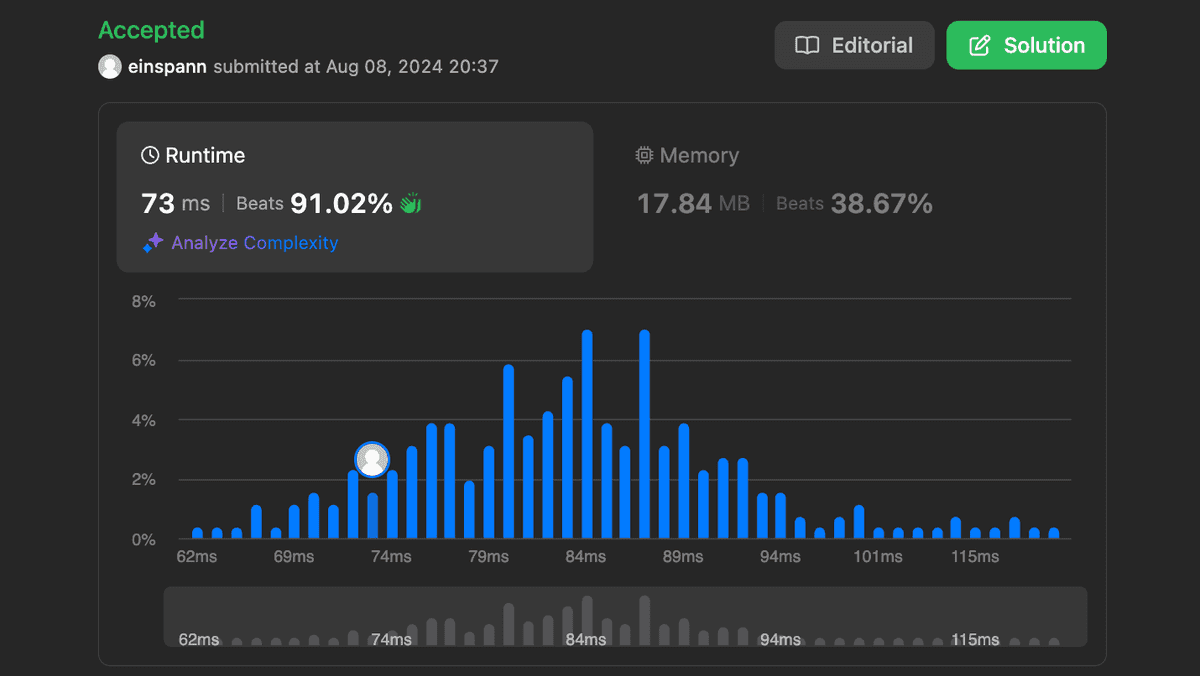 Accepted
einspann submitted at Aug 08, 2024 20:37
Editorial
Solution
Runtime
73 ms | Beats 91.02%
Analyze Complexity
Memory
17.84 MB | Beats 38.67%
8%
6%
4%
2%
0%
62ms 69ms 74ms 79ms 84ms 89ms 94ms 101ms 115ms
62ms 74ms 84ms 94ms 115ms